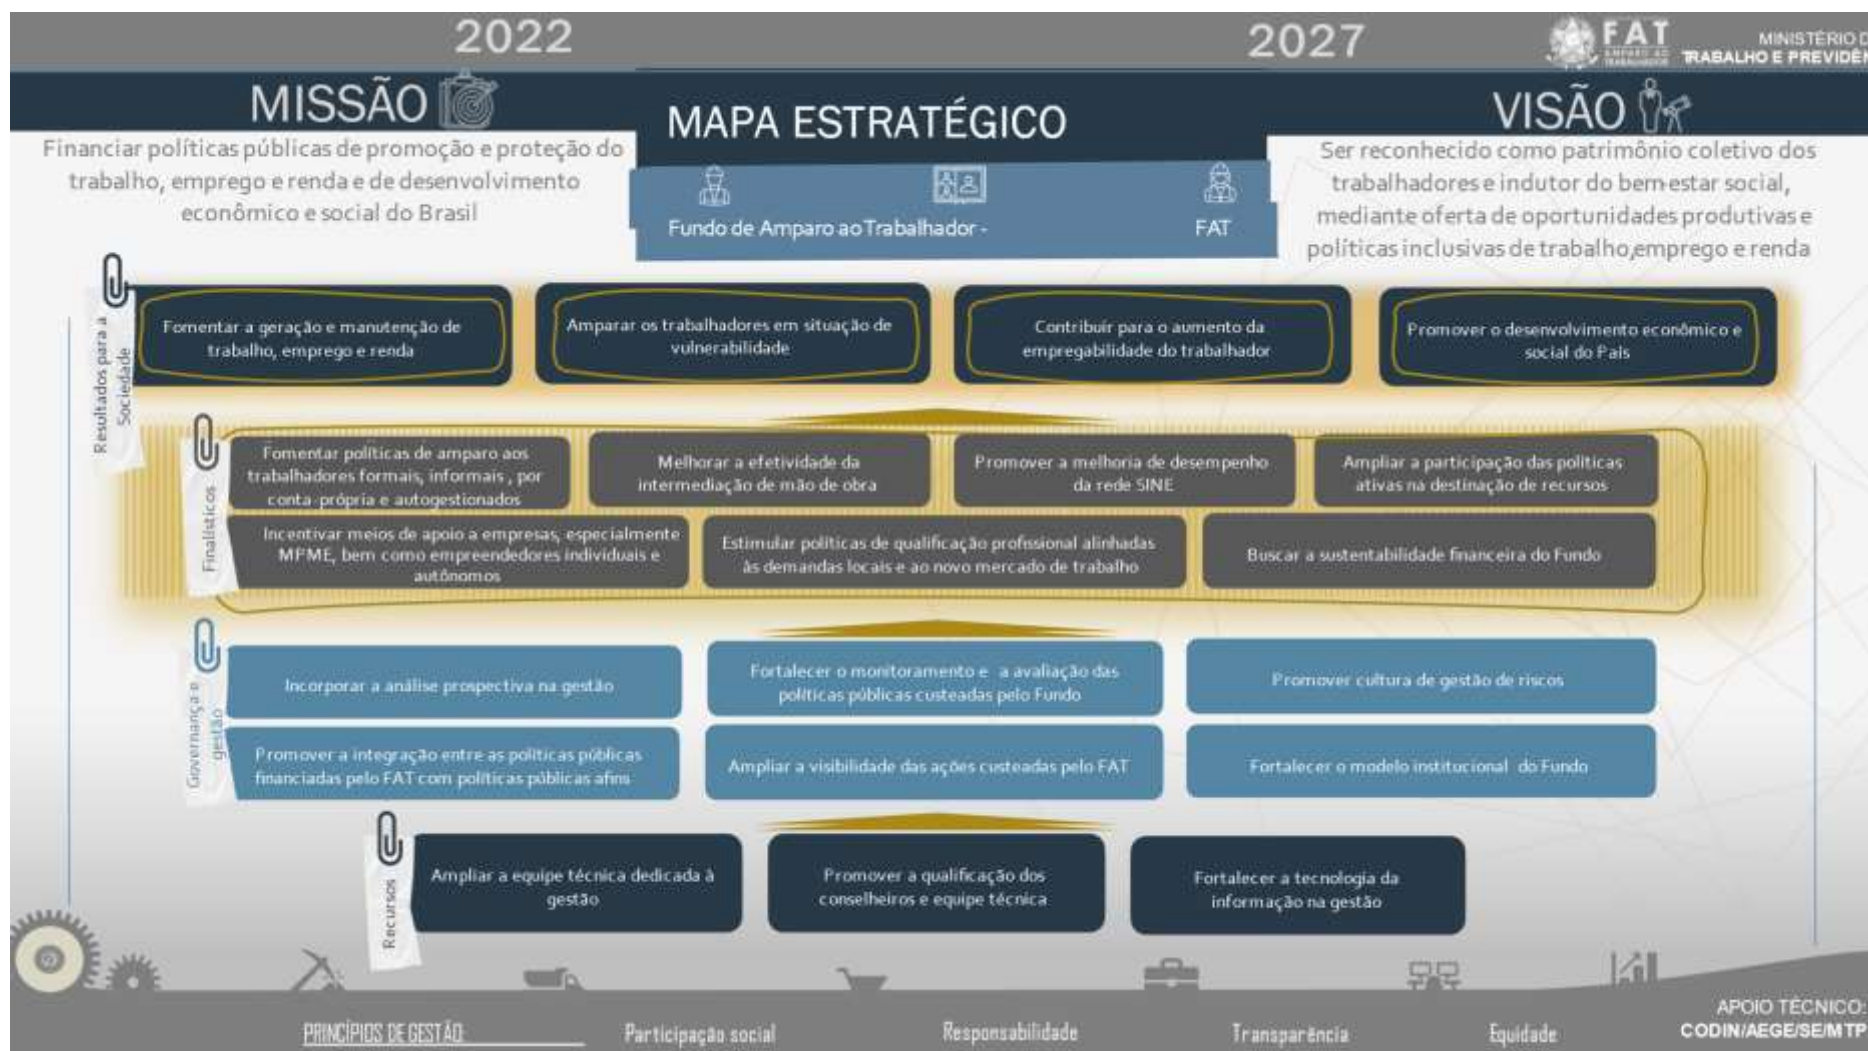 2022
2027
FAT
AMPARO AO
TRABALHADOR
MINISTÉRIO D
TRABALHO E PREVIDÊN
MISSÃO
Financiar políticas públicas de promoção e proteção do
trabalho, emprego e renda e de desenvolvimento
econômico e social do Brasil
MAPA ESTRATÉGICO
Fundo de Amparo ao Trabalhador -
FAT
VISÃO
Ser reconhecido como patrimônio coletivo dos
trabalhadores e indutor do bem-estar social,
mediante oferta de oportunidades produtivas e
políticas inclusivas de trabalho,emprego e renda
Resultados para a
Sociedade
Fomentar a geração e manutenção de
trabalho, emprego e renda
Amparar os trabalhadores em situação de
vulnerabilidade
Contribuir para o aumento da
empregabilidade do trabalhador
Promover o desenvolvimento econômico e
social do País
Finalísticos
Fomentar políticas de amparo aos
trabalhadores formais, informais , por
conta-própria e autogestionados
Melhorar a efetividade da
intermediação de mão de obra
Promover a melhoria de desempenho
da rede SINE
Ampliar a participação das políticas
ativas na destinação de recursos
Incentivar meios de apoio a empresas, especialmente
MPME, bem como empreendedores individuais e
autônomos
Estimular políticas de qualificação profissional alinhadas
às demandas locais e ao novo mercado de trabalho
Buscar a sustentabilidade financeira do Fundo
Governança e
gestão
Incorporar a análise prospectiva na gestão
Fortalecer o monitoramento e a avaliação das
políticas públicas custeadas pelo Fundo
Promover cultura de gestão de riscos
Promover a integração entre as políticas públicas
financiadas pelo FAT com políticas públicas afins
Ampliar a visibilidade das ações custeadas pelo FAT
Fortalecer o modelo institucional do Fundo
Recursos
Ampliar a equipe técnica dedicada à
gestão
Promover a qualificação dos
conselheiros e equipe técnica
Fortalecer a tecnologia da
informação na gestão
PRINCÍPIOS DE GESTÃO:
Participação social
Responsabilidade
Transparência
Equidade
APOIO TÉCNICO:
CODIN/AEGE/SE/MTP